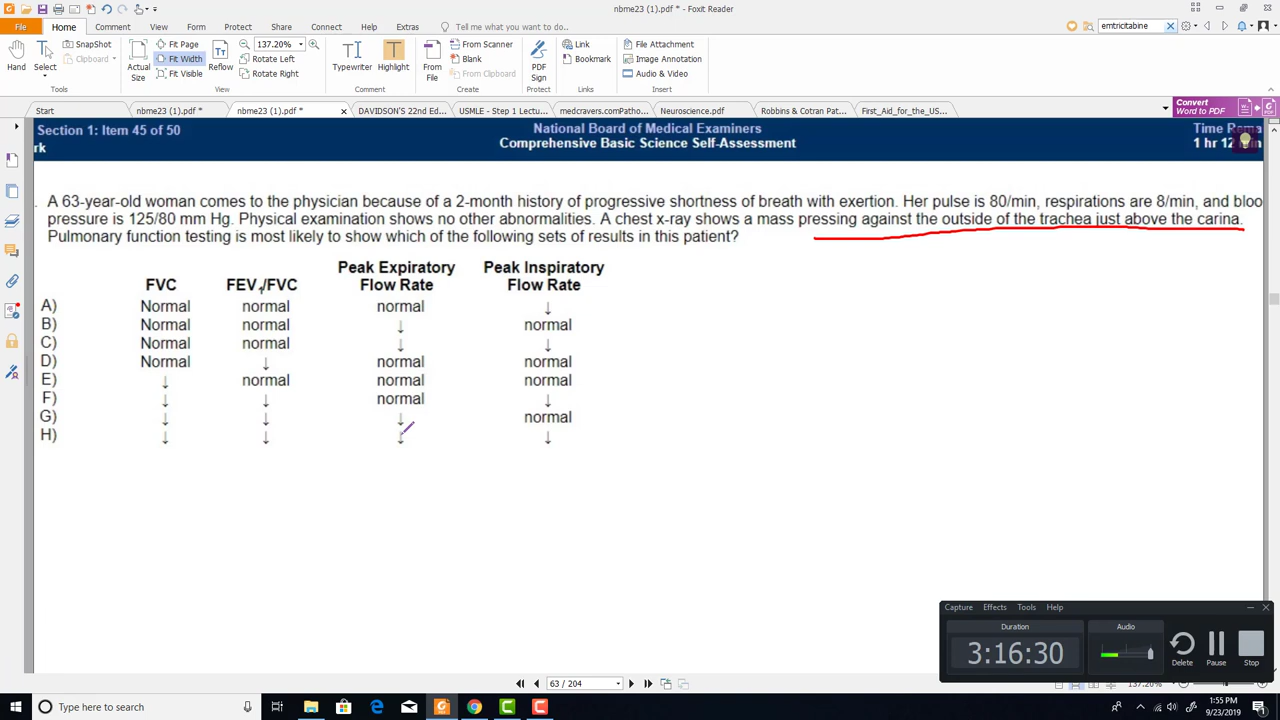 nbme23 (1).pdf * - Foxit Reader
File Home Comment View Form Protect Share Connect Help Extras Tell me what you want to do... emtricitabine
Hand Select SnapShot Clipboard Actual Size Fit Page Fit Width Fit Visible Reflow 137.20% Rotate Left Rotate Right Typewriter Highlight From File From Scanner Blank From Clipboard PDF Sign Link Bookmark File Attachment Image Annotation Audio & Video
Tools View Comment Create Protect Links Insert
Start nbme23 (1).pdf * nbme23 (1).pdf * DAVIDSON'S 22nd Ed... USMLE - Step 1 Lectu... medcravers.comPatho... Neuroscience.pdf Robbins & Cotran Pat... First_Aid_for_the_US...
Convert
Word to PDF
Section 1: Item 45 of 50 National Board of Medical Examiners
rk Comprehensive Basic Science Self-Assessment
. A 63-year-old woman comes to the physician because of a 2-month history of progressive shortness of breath with exertion. Her pulse is 80/min, respirations are 8/min, and bloo
pressure is 125/80 mm Hg. Physical examination shows no other abnormalities. A chest x-ray shows a mass pressing against the outside of the trachea just above the carina.
Pulmonary function testing is most likely to show which of the following sets of results in this patient?
Peak Expiratory Peak Inspiratory
FVC FEV1/FVC Flow Rate Flow Rate
A) Normal normal normal ↓
B) Normal normal ↓ normal
C) Normal normal ↓ ↓
D) Normal ↓ normal normal
E) ↓ normal normal normal
F) ↓ ↓ normal ↓
G) ↓ ↓ ↓ normal
H) ↓ ↓ ↓ ↓
Capture Effects Tools Help
Duration Audio
3:16:30
Delete Pause Stop
63 / 204 137.20%
Type here to search
1:55 PM
9/23/2019